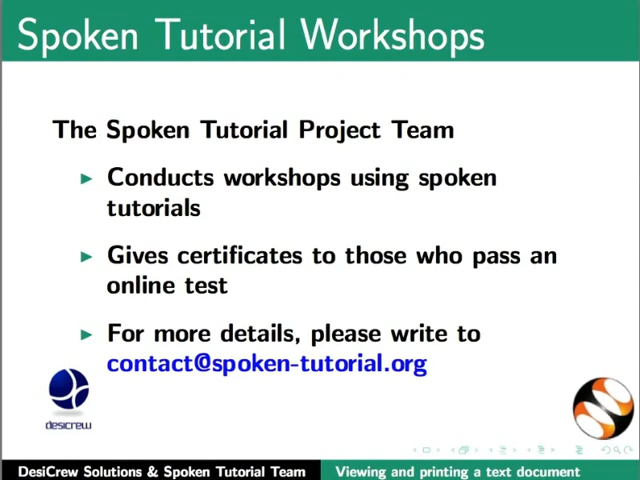 Spoken Tutorial Workshops
The Spoken Tutorial Project Team
Conducts workshops using spoken
tutorials
Gives certificates to those who pass an
online test
For more details, please write to
contact@spoken-tutorial.org
desicrew
DesiCrew Solutions & Spoken Tutorial Team
Viewing and printing a text document